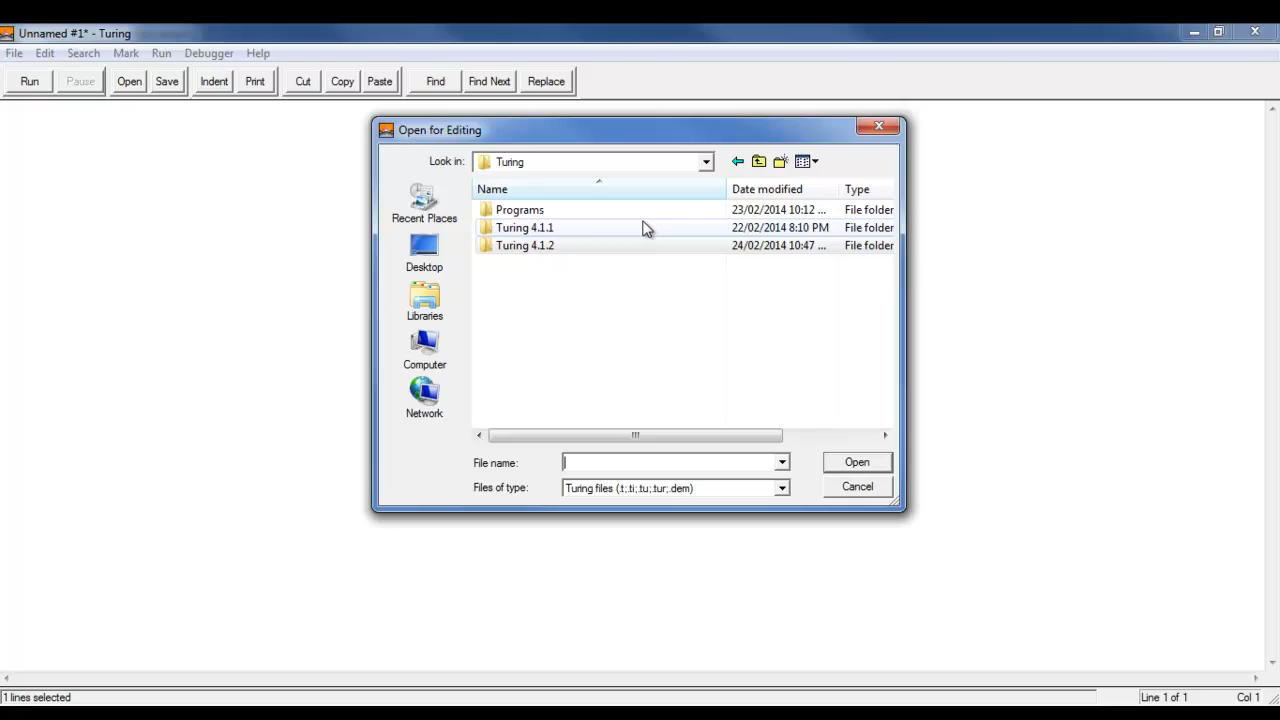 Unnamed #1* - Turing
File Edit Search Mark Run Debugger Help
Run Pause Open Save Indent Print Cut Copy Paste Find Find Next Replace
Open for Editing
Look in: Turing
Name Date modified Type
Recent Places
Programs 23/02/2014 10:12 ... File folder
Turing 4.1.1 22/02/2014 8:10 PM File folder
Turing 4.1.2 24/02/2014 10:47 ... File folder
Desktop
Libraries
Computer
Network
File name: Open
Files of type: Turing files (.t;.ti;.tu;.tur;.dem) Cancel
1 lines selected Line 1 of 1 Col 1